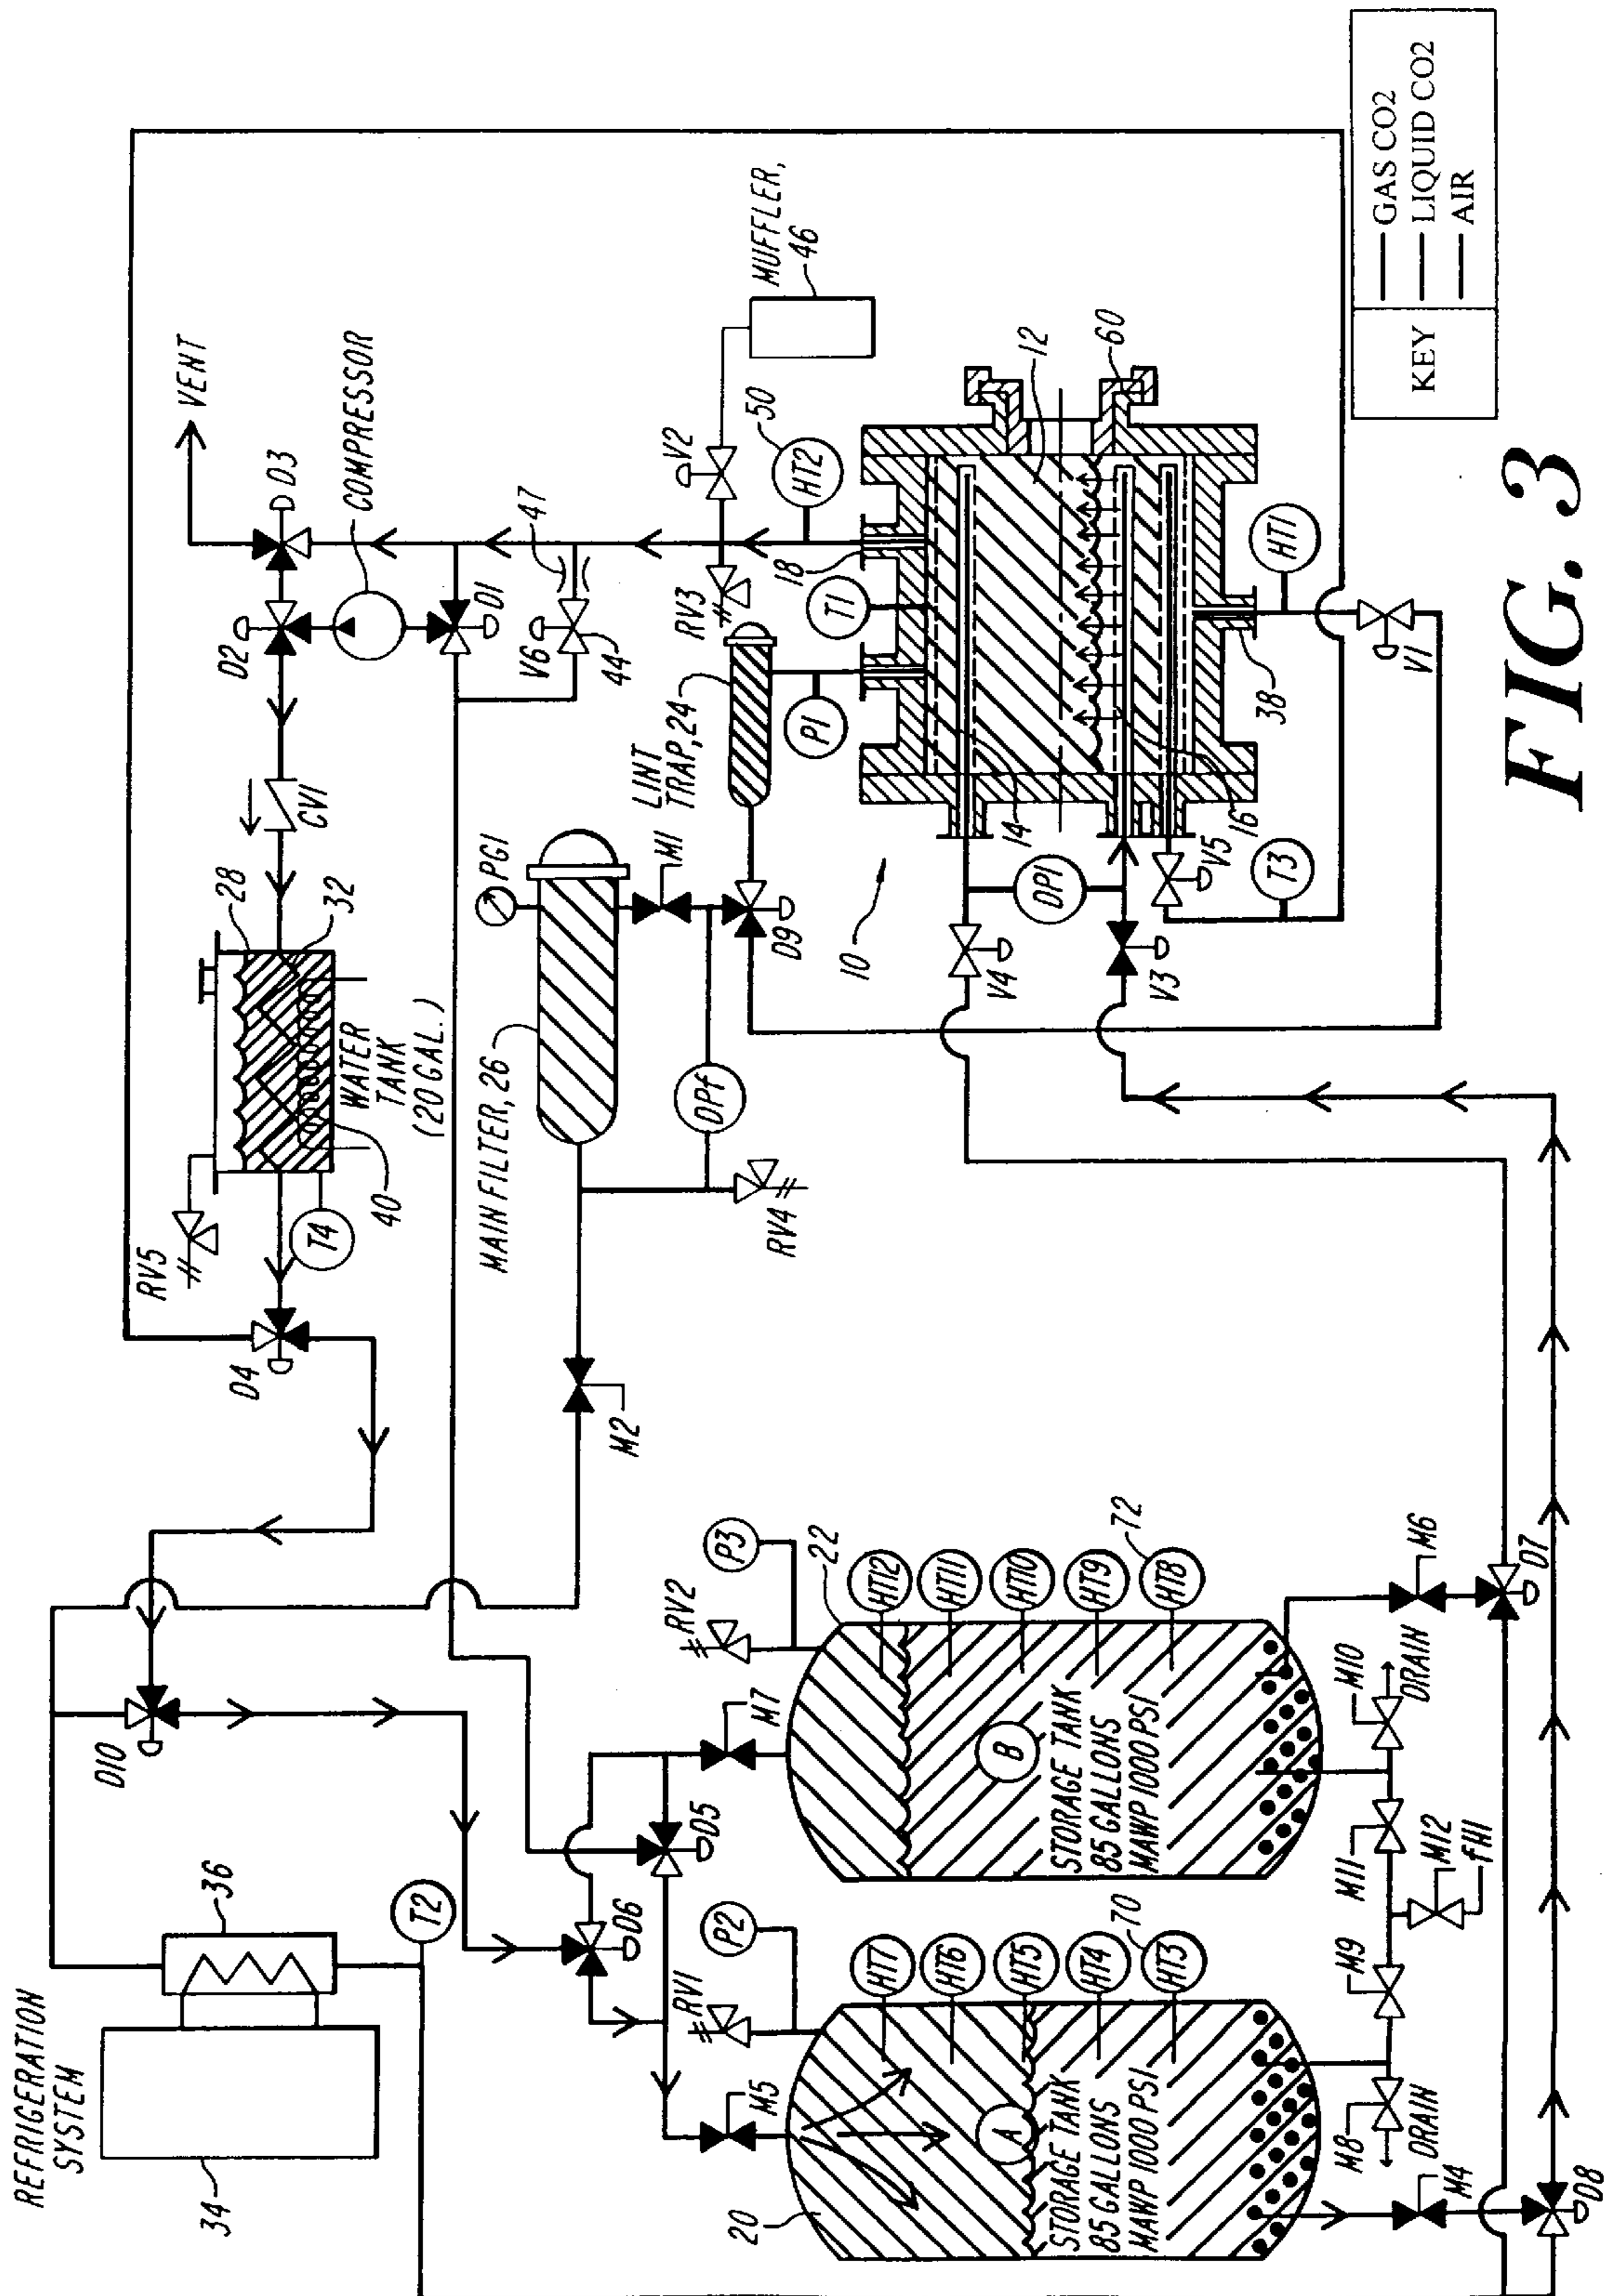 REFRIGERATION
SYSTEM
34
36
T2
D10
D4
RV5
T4
40
28
32
WATER
TANK
(20 GAL.)
CV1
D2
D3
VENT
COMPRESSOR
D1
V6
44
47
V2
MUFFLER,
46
50
HT2
RV3
18
T1
P1
LINT
TRAP, 24
PG1
M1
MAIN FILTER, 26
DPf
RV4
D9
M2
10
12
14
16
60
38
HT1
V1
V4
V3
V5
T3
DP1
D6
D5
M7
M5
RV1
P2
RV2
P3
20
22
HT7
HT6
HT5
HT4
HT3
70
HT12
HT11
HT10
HT9
HT8
72
A
STORAGE TANK
85 GALLONS
MAWP 1000 PSI
B
STORAGE TANK
85 GALLONS
MAWP 1000 PSI
M8
DRAIN
M9
M11
M12
fH1
M10
DRAIN
M4
D8
M6
D7
KEY
GAS CO2
LIQUID CO2
AIR
FIG. 3